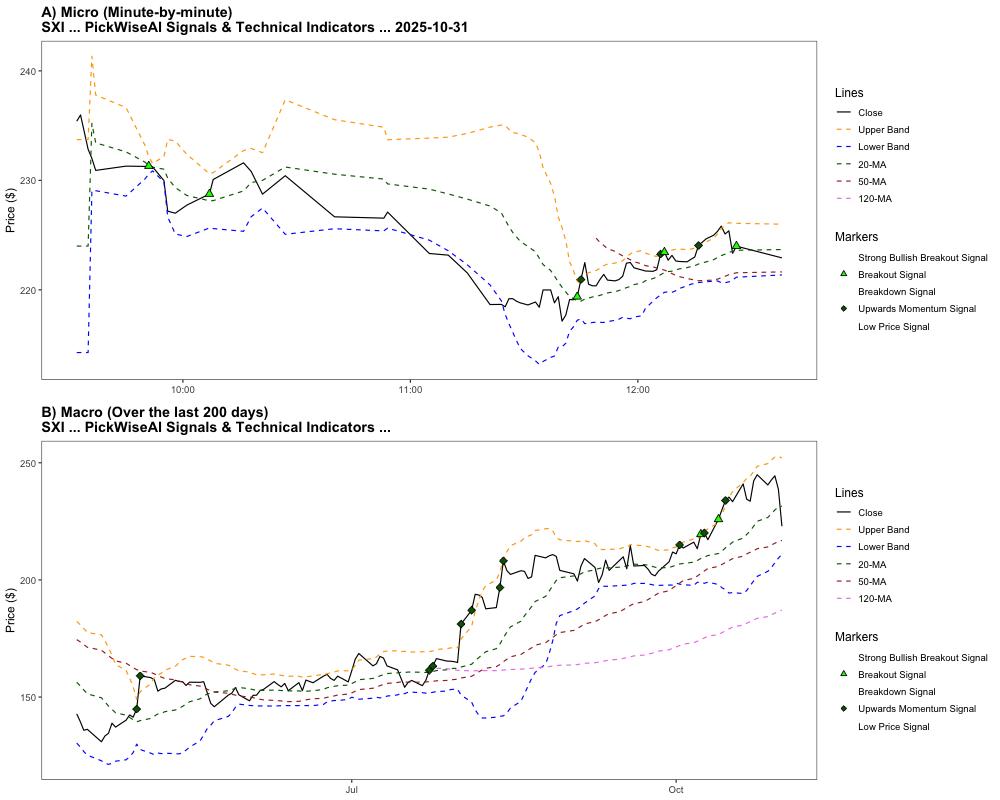 A) Micro (Minute-by-minute)
SXI ... PickWiseAI Signals & Technical Indicators ... 2025-10-31
240
230
220
Price ($)
10:00
11:00
12:00
Lines
Close
Upper Band
Lower Band
20-MA
50-MA
120-MA
Markers
Strong Bullish Breakout Signal
Breakout Signal
Breakdown Signal
Upwards Momentum Signal
Low Price Signal
B) Macro (Over the last 200 days)
SXI ... PickWiseAI Signals & Technical Indicators ...
250
200
150
Price ($)
Jul
Oct
Lines
Close
Upper Band
Lower Band
20-MA
50-MA
120-MA
Markers
Strong Bullish Breakout Signal
Breakout Signal
Breakdown Signal
Upwards Momentum Signal
Low Price Signal